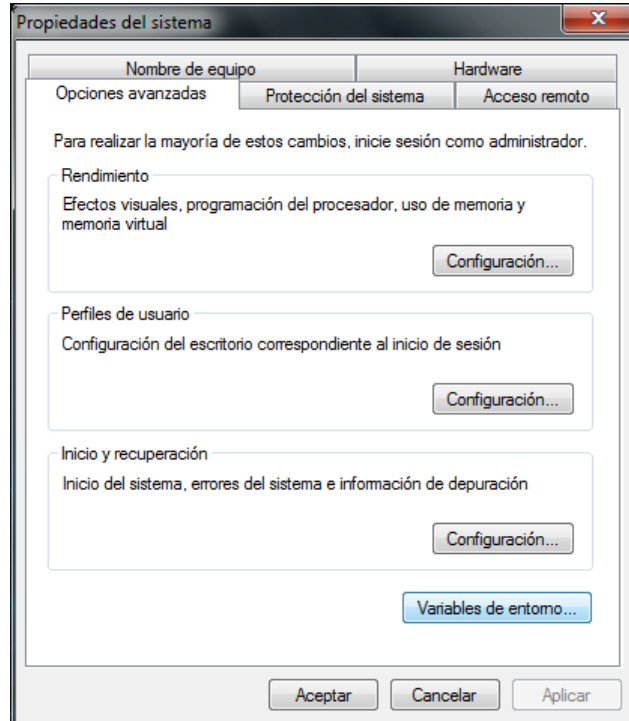 Propiedades del sistema
Nombre de equipo
Hardware
Opciones avanzadas
Protección del sistema
Acceso remoto
Para realizar la mayoría de estos cambios, inicie sesión como administrador.
Rendimiento
Efectos visuales, programación del procesador, uso de memoria y
memoria virtual
Configuración...
Perfiles de usuario
Configuración del escritorio correspondiente al inicio de sesión
Configuración...
Inicio y recuperación
Inicio del sistema, errores del sistema e información de depuración
Configuración...
Variables de entorno...
Aceptar
Cancelar
Aplicar